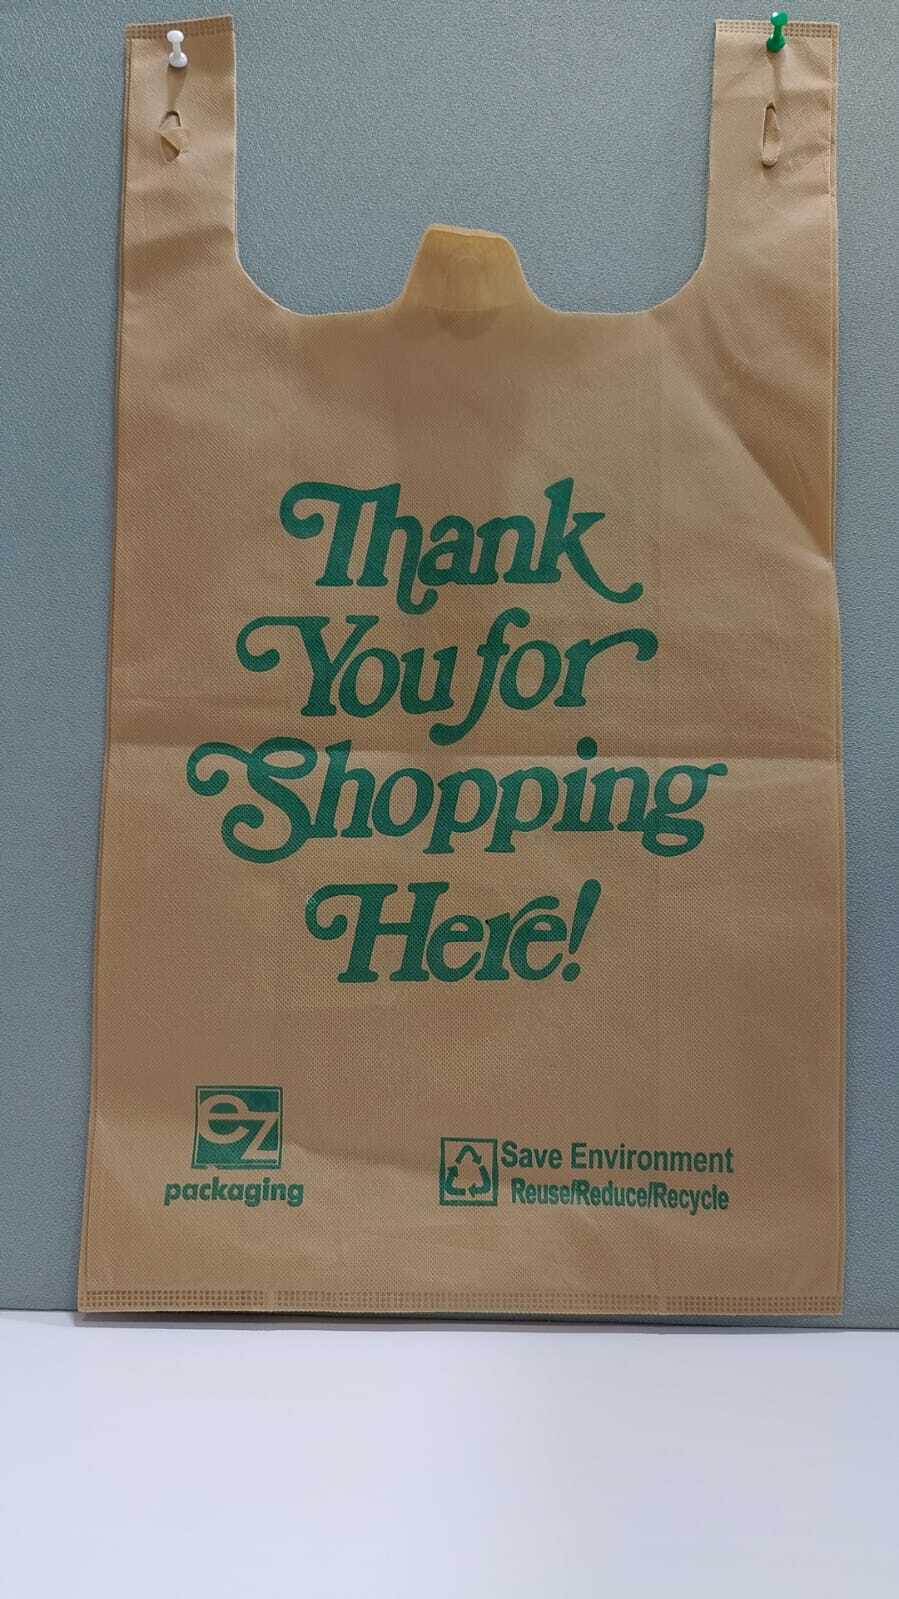 Thank
You for
Shopping
Here!
ez
packaging
Save Environment
Reuse/Reduce/Recycle